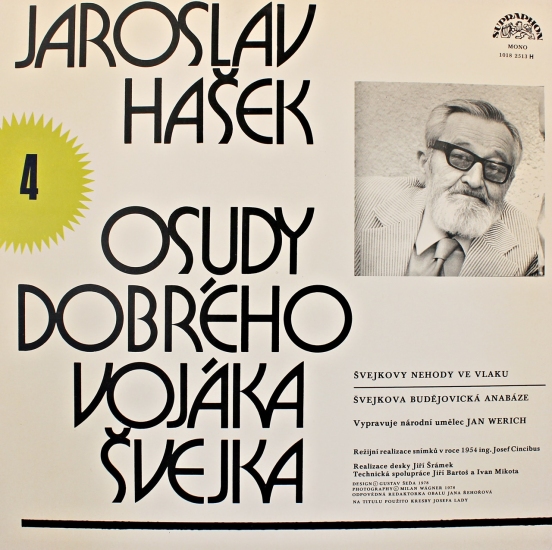 JAROSLAV
HAŠEK
SUPRAPHON
MONO
1018 2513 H
4
OSUDY
DOBRÉHO
VOJÁKA
ŠVEJKA
ŠVEJKOVY NEHODY VE VLAKU
ŠVEJKOVA BUDĚJOVICKÁ ANABÁZE
Vypravuje národní umělec JAN WERICH
Režijní realizace snímků v roce 1954 ing. Josef Cincibus
Realizace desky Jiří Šrámek
Technická spolupráce Jiří Bartoš a Ivan Mikota
DESIGN © GUSTAV ŠEDA 1978
PHOTOGRAPHY © MILAN WÁGNER 1978
ODPOVĚDNÁ REDAKTORKA OBALU JANA ŘEHOŘOVÁ
NA TITULU POUŽITO KRESBY JOSEFA LADY